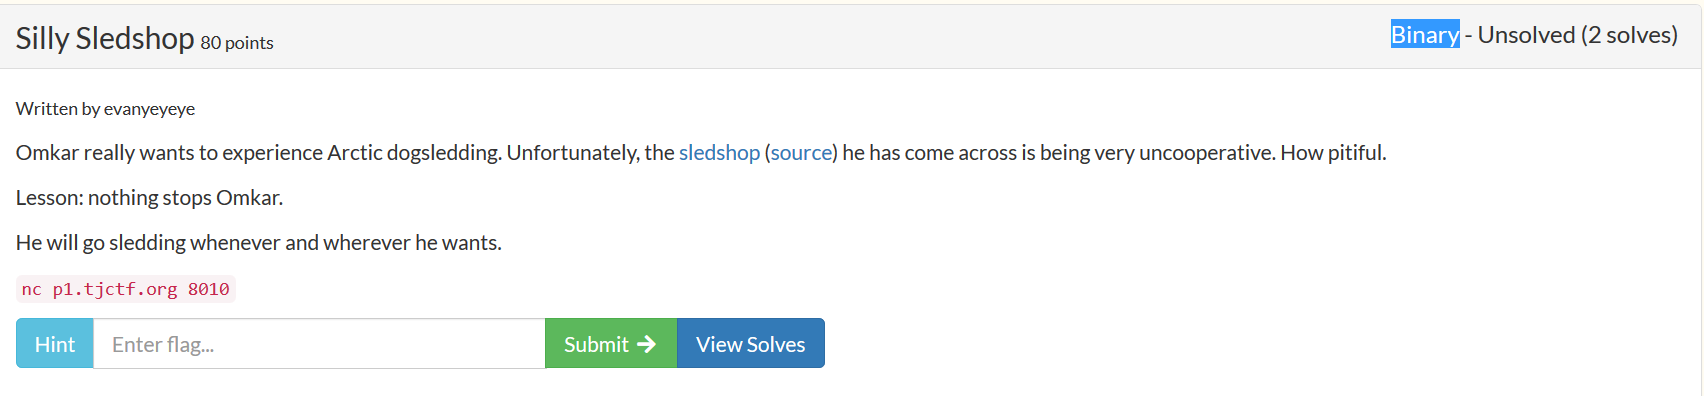 Silly Sledshop 80 points Binary - Unsolved (2 solves)
Written by evanyeyeye
Omkar really wants to experience Arctic dogsledding. Unfortunately, the sledshop (source) he has come across is being very uncooperative. How pitiful.
Lesson: nothing stops Omkar.
He will go sledding whenever and wherever he wants.
nc p1.tjctf.org 8010
Hint Enter flag... Submit → View Solves